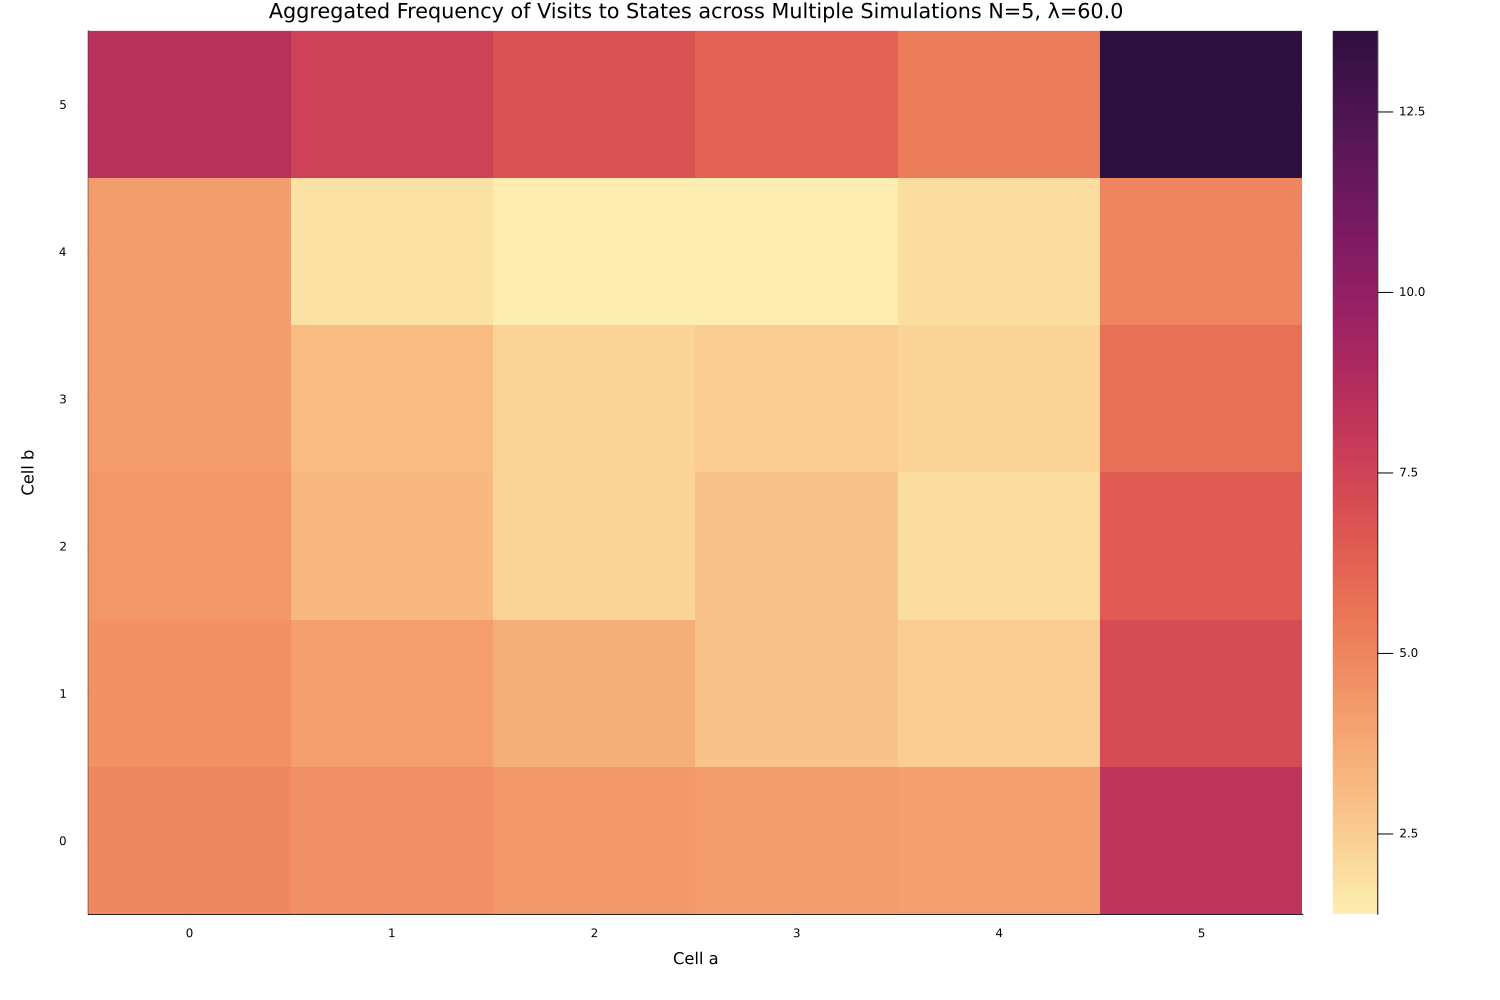 Aggregated Frequency of Visits to States across Multiple Simulations N=5, λ=60.0
5
4
3
2
1
0
Cell b
0 1 2 3 4 5
Cell a
12.5
10.0
7.5
5.0
2.5